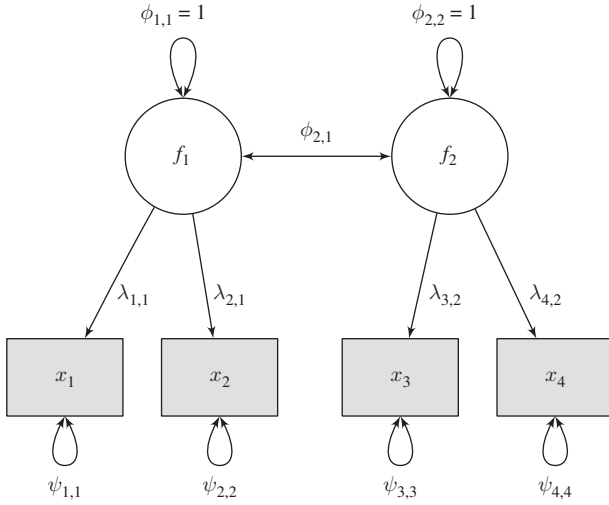 ϕ1,1 = 1 ϕ2,2 = 1
f1 ϕ2,1 f2
λ1,1 λ2,1 λ3,2 λ4,2
x1 x2 x3 x4
ψ1,1 ψ2,2 ψ3,3 ψ4,4